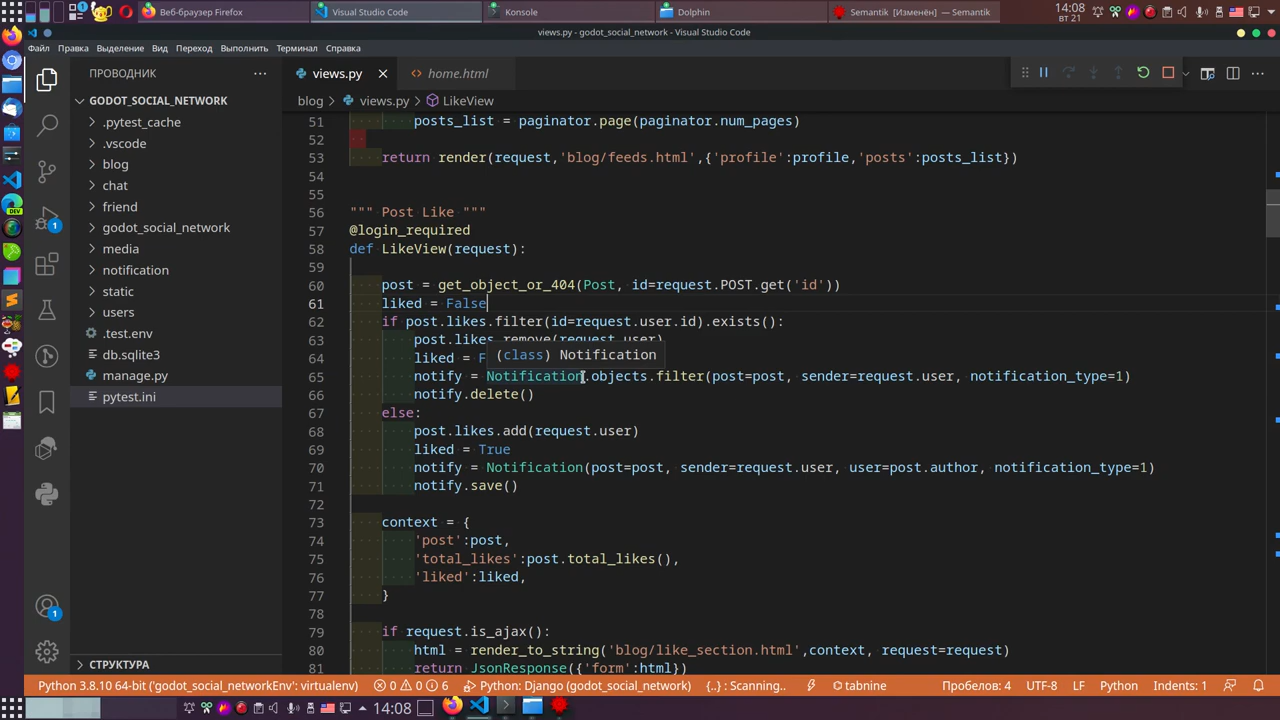 Веб-браузер Firefox
Visual Studio Code
Konsole
Dolphin
Semantik [Изменён] — Semantik
14:08
вт 21
views.py - godot_social_network - Visual Studio Code
Файл Правка Выделение Вид Переход Выполнить Терминал Справка
ПРОВОДНИК
views.py
home.html
GODOT_SOCIAL_NETWORK
blog > views.py > LikeView
.pytest_cache
.vscode
blog
chat
friend
godot_social_network
media
notification
static
users
.test.env
db.sqlite3
manage.py
pytest.ini
СТРУКТУРА
DEV
1
1
51 posts_list = paginator.page(paginator.num_pages)
52
53 return render(request,'blog/feeds.html',{'profile':profile,'posts':posts_list})
54
55
56 """ Post Like """
57 @login_required
58 def LikeView(request):
59
60 post = get_object_or_404(Post, id=request.POST.get('id'))
61 liked = False
62 if post.likes.filter(id=request.user.id).exists():
63 post.likes.remove(request.user)
(class) Notification
64 liked = F
65 notify = Notification.objects.filter(post=post, sender=request.user, notification_type=1)
66 notify.delete()
67 else:
68 post.likes.add(request.user)
69 liked = True
70 notify = Notification(post=post, sender=request.user, user=post.author, notification_type=1)
71 notify.save()
72
73 context = {
74 'post':post,
75 'total_likes':post.total_likes(),
76 'liked':liked,
77 }
78
79 if request.is_ajax():
80 html = render_to_string('blog/like_section.html',context, request=request)
81 return JsonResponse({'form':html})
Python 3.8.10 64-bit ('godot_social_networkEnv': virtualenv) 0 0 6 Python: Django (godot_social_network) {..} : Scanning.... tabnine Пробелов: 4 UTF-8 LF Python Indents: 1
14:08